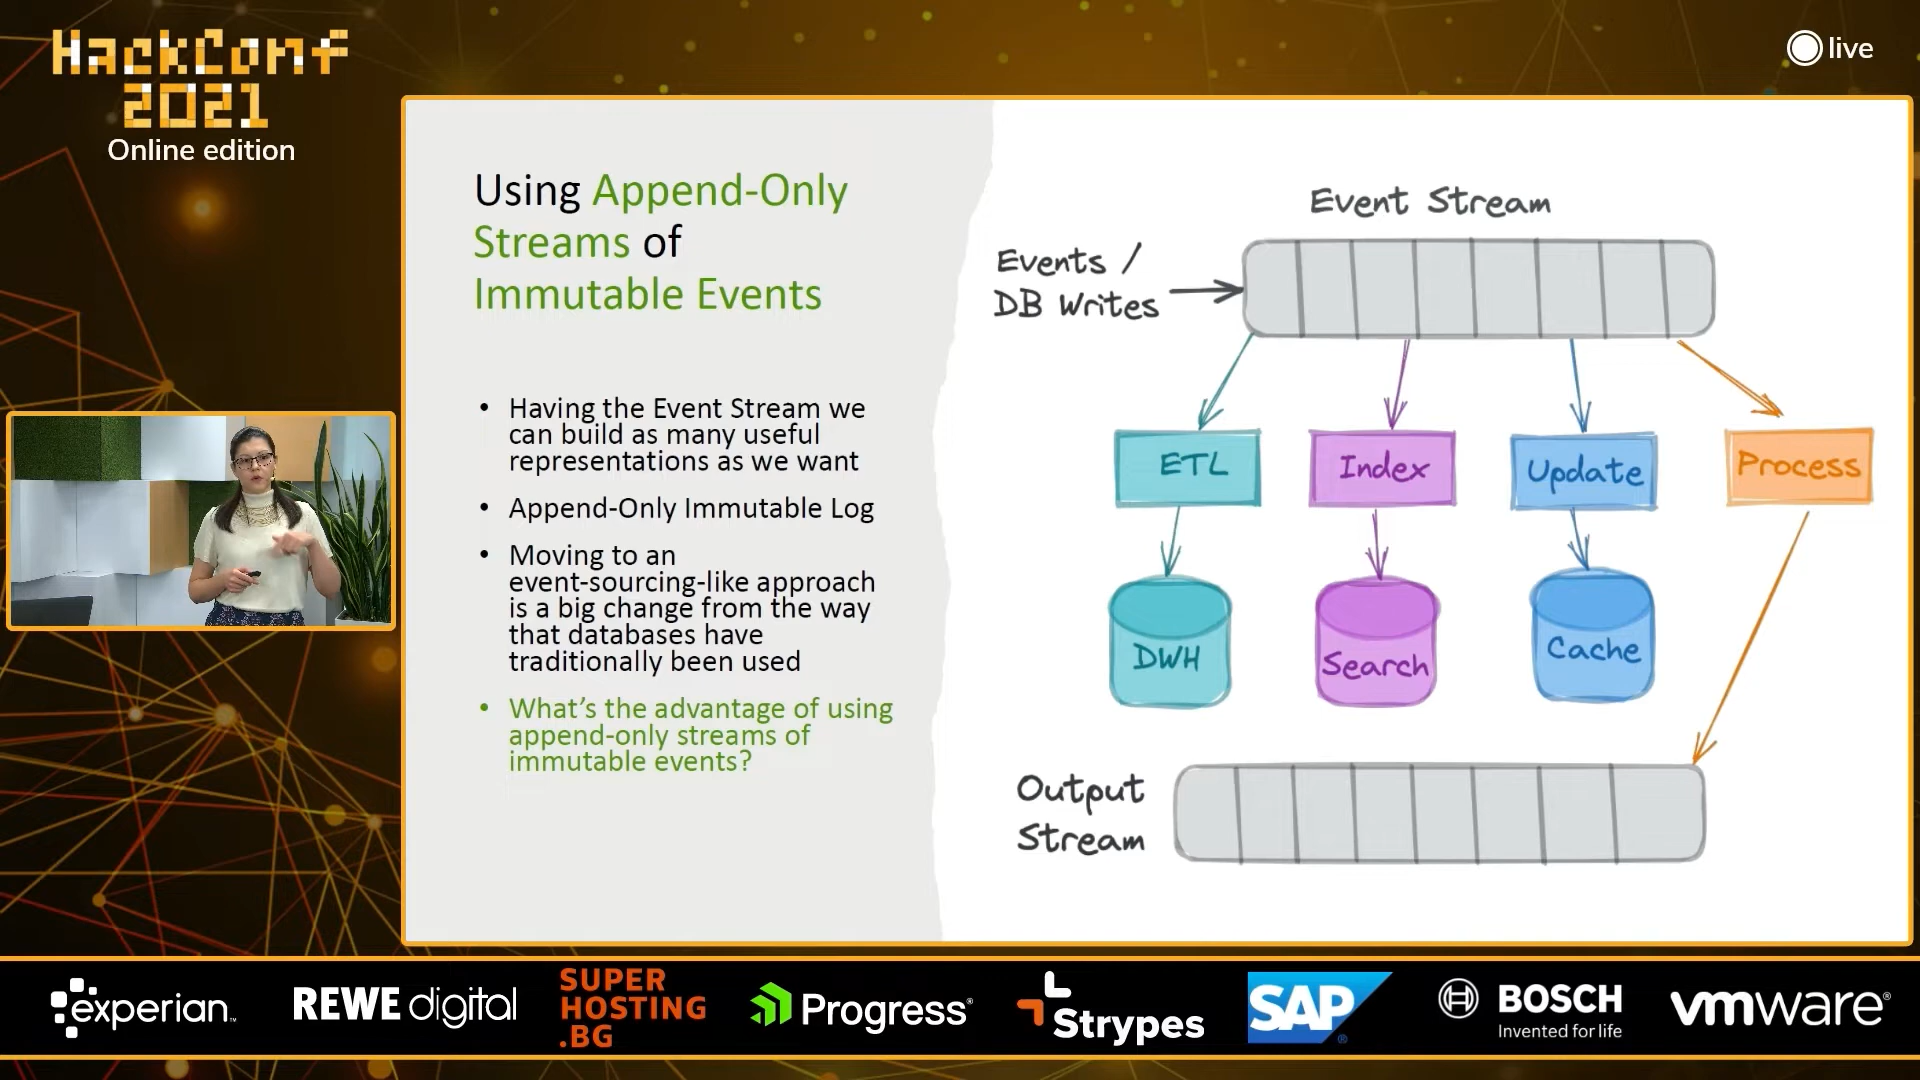 HackConf
2021
Online edition
live
Using Append-Only
Streams of
Immutable Events
• Having the Event Stream we
can build as many useful
representations as we want
• Append-Only Immutable Log
• Moving to an
event-sourcing-like approach
is a big change from the way
that databases have
traditionally been used
• What's the advantage of using
append-only streams of
immutable events?
Event Stream
Events /
DB Writes
ETL
Index
Update
Process
DWH
Search
Cache
Output
Stream
experian™
REWE digital
SUPER
HOSTING
.BG
Progress®
Strypes
SAP®
BOSCH
Invented for life
vmware®